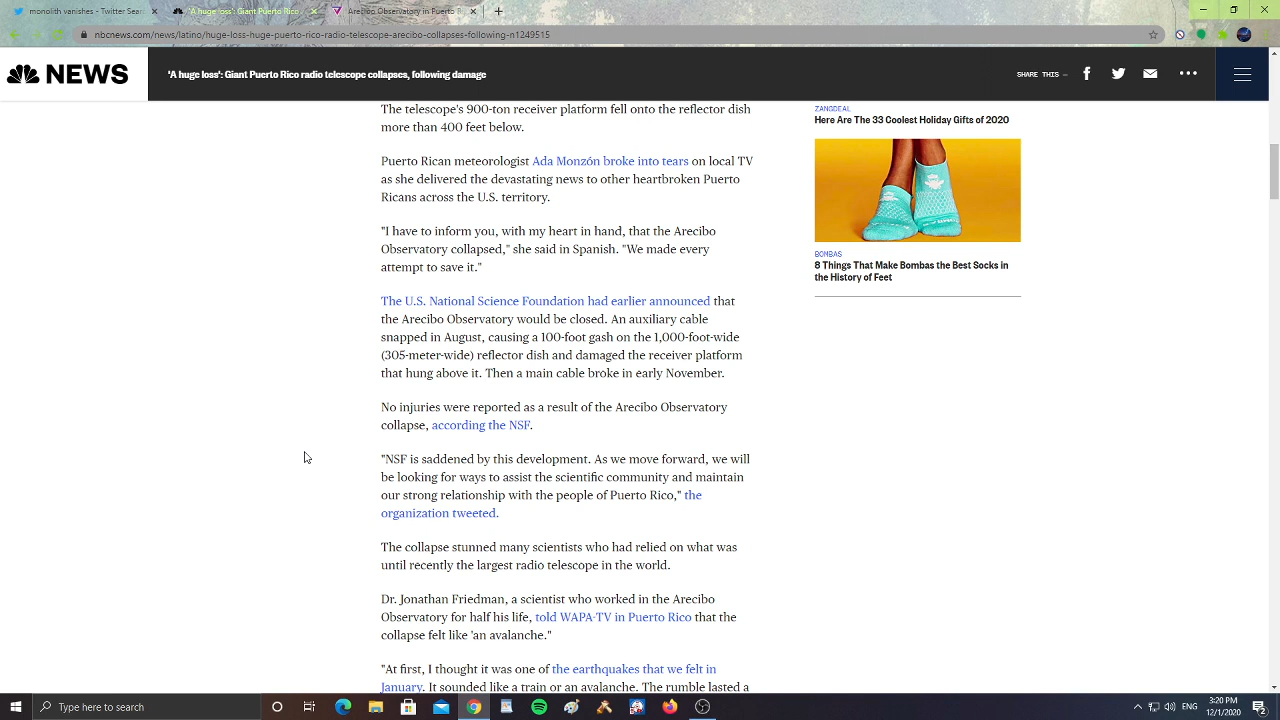 monolith vanishes - Twitter Sear
'A huge loss': Giant Puerto Rico
Arecibo Observatory in Puerto R
nbcnews.com/news/latino/huge-loss-huge-puerto-rico-radio-telescope-arecibo-collapses-following-n1249515
NEWS
'A huge loss': Giant Puerto Rico radio telescope collapses, following damage
SHARE THIS —
The telescope's 900-ton receiver platform fell onto the reflector dish
more than 400 feet below.
Puerto Rican meteorologist Ada Monzón broke into tears on local TV
as she delivered the devastating news to other heartbroken Puerto
Ricans across the U.S. territory.
"I have to inform you, with my heart in hand, that the Arecibo
Observatory collapsed," she said in Spanish. "We made every
attempt to save it."
The U.S. National Science Foundation had earlier announced that
the Arecibo Observatory would be closed. An auxiliary cable
snapped in August, causing a 100-foot gash on the 1,000-foot-wide
(305-meter-wide) reflector dish and damaged the receiver platform
that hung above it. Then a main cable broke in early November.
No injuries were reported as a result of the Arecibo Observatory
collapse, according the NSF.
"NSF is saddened by this development. As we move forward, we will
be looking for ways to assist the scientific community and maintain
our strong relationship with the people of Puerto Rico," the
organization tweeted.
The collapse stunned many scientists who had relied on what was
until recently the largest radio telescope in the world.
Dr. Jonathan Friedman, a scientist who worked in the Arecibo
Observatory for half his life, told WAPA-TV in Puerto Rico that the
collapse felt like 'an avalanche."
"At first, I thought it was one of the earthquakes that we felt in
January. It sounded like a train or an avalanche. The rumble lasted a
ZANGDEAL
Here Are The 33 Coolest Holiday Gifts of 2020
BOMBAS
8 Things That Make Bombas the Best Socks in
the History of Feet
Type here to search
3:20 PM
12/1/2020